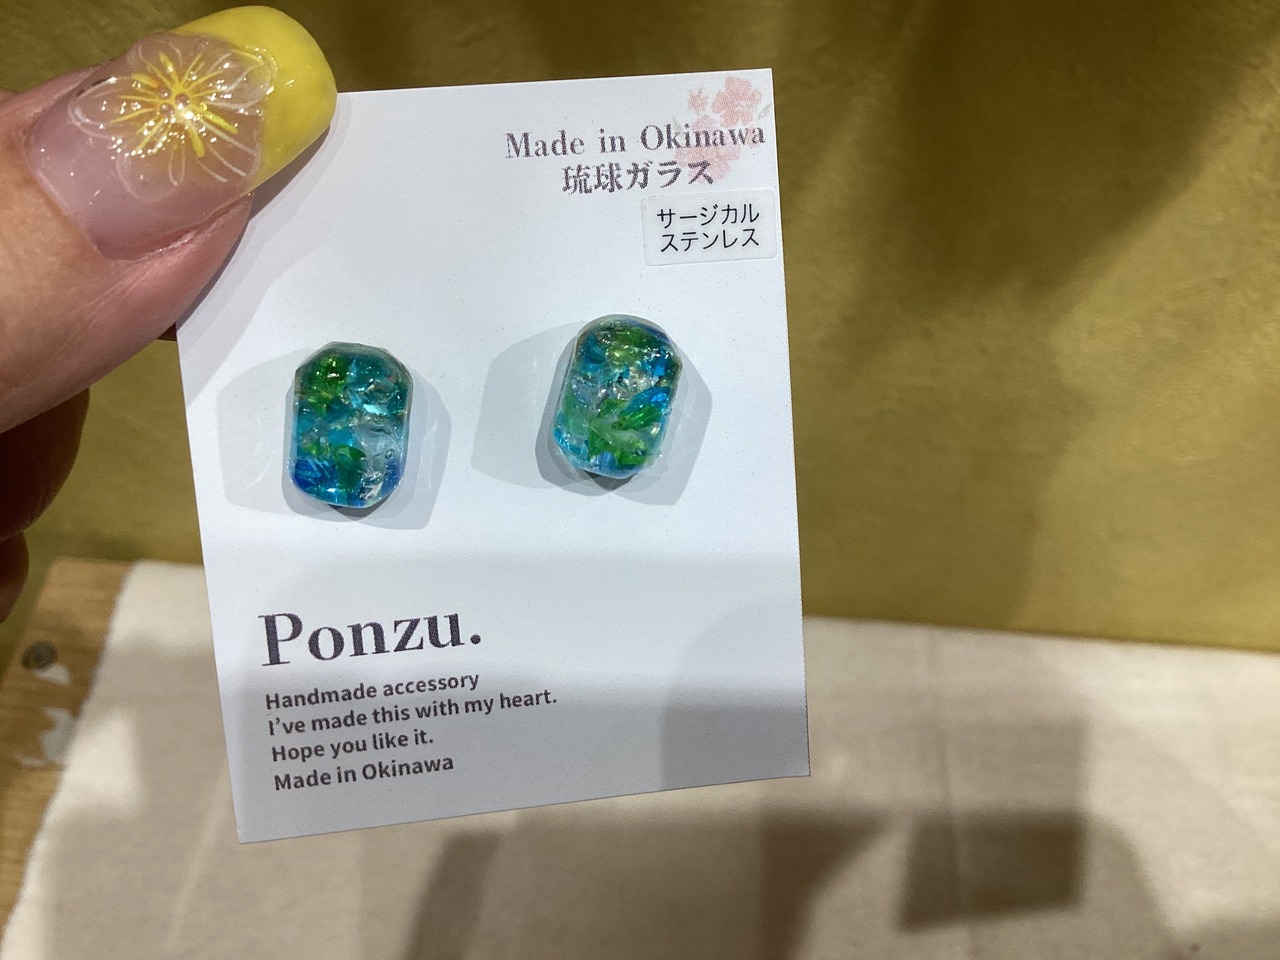 Made in Okinawa
琉球ガラス
サージカル
ステンレス
Ponzu.
Handmade accessory
I've made this with my heart.
Hope you like it.
Made in Okinawa